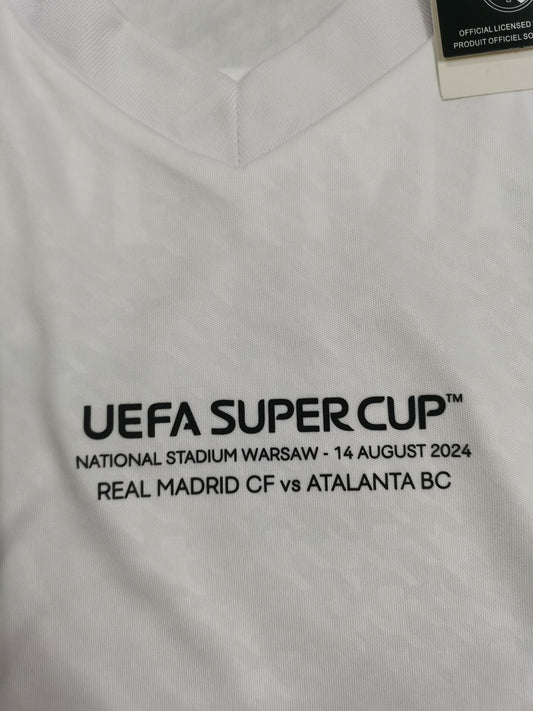 OFFICIAL LICENSED
PRODUIT OFFICIEL SO
UEFA SUPER CUP™
NATIONAL STADIUM WARSAW - 14 AUGUST 2024
REAL MADRID CF vs ATALANTA BC